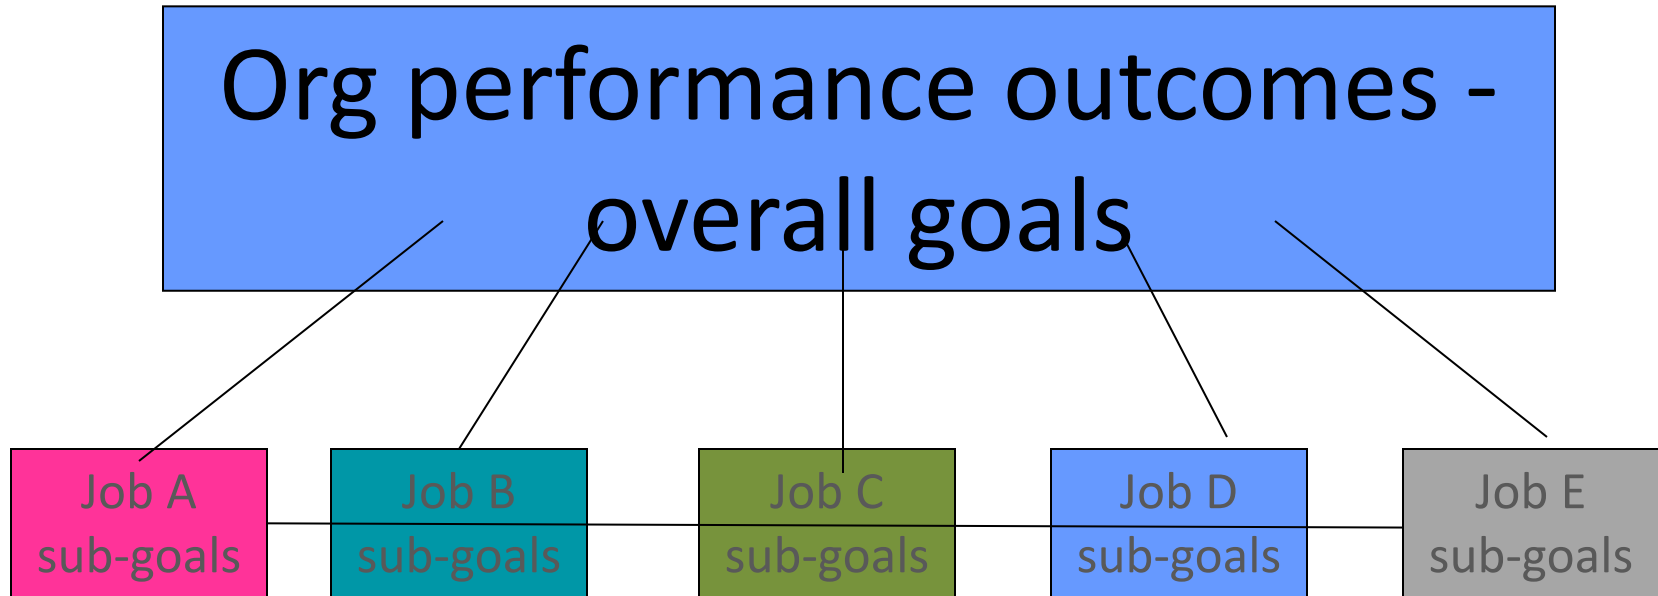 Org performance outcomes -
overall goals
Job A
sub-goals
Job B
sub-goals
Job C
sub-goals
Job D
sub-goals
Job E
sub-goals